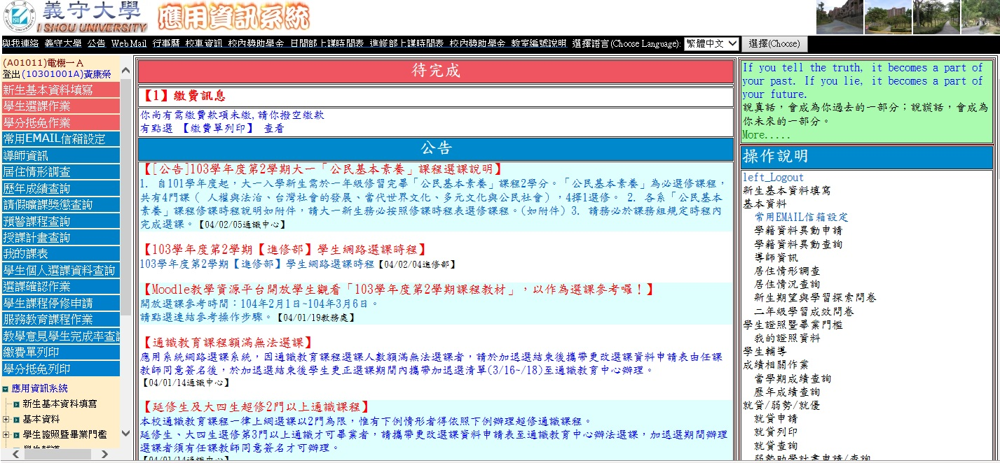 義守大學
I SHOU UNIVERSITY
應用資訊系統
與我連絡 義守大學 公告 Web Mail 行事曆 校車資訊 校內獎助學金 日間部上課時間表 進修部上課時間表 校內獎助學金 教室編號說明 選擇語言(Choose Language): 繁體中文 選擇(Choose)
(A01011)電機一A
登出(10301001A)黃康榮
新生基本資料填寫
學生選課作業
學分抵免作業
常用EMAIL信箱設定
導師資訊
居住情形調查
歷年成績查詢
請假曠課獎懲查詢
預警課程查詢
授課計畫查詢
我的課表
學生個人選課資料查詢
選課確認作業
學生課程停修申請
服務教育課程作業
教學意見學生完成率查詢
繳費單列印
學分抵免列印
應用資訊系統
新生基本資料填寫
基本資料
學生證照暨畢業門檻
學生輔導
待完成
【1】繳費訊息
你尚有需繳費款項未繳,請你撥空繳款
有點選 【繳費單列印】 查看
公告
【[公告]103學年度第2學期大一「公民基本素養」課程選課說明】
1. 自101學年度起，大一入學新生需於一年級修習完畢「公民基本素養」課程2學分。「公民基本素養」為必選修課程，
共有4門課（ 人權與法治、台灣社會的發展、當代世界文化、多元文化與公民社會），4擇1選修。 2. 各系「公民基本
素養」課程修課時程說明如附件，請大一新生務必按照修課時程表選修課程。(如附件) 3. 請務必於課務組規定時程內
完成選課。【04/02/05通識中心】
【103學年度第2學期【進修部】學生網路選課時程】
103學年度第2學期【進修部】學生網路選課時程【04/02/04進修部】
【Moodle教學資源平台開放學生觀看「103學年度第2學期課程教材」，以作為選課參考囉！】
開放選課參考時間：104年2月1日~104年3月6日。
請點選連結參考操作步驟。【04/01/19教務處】
【通識教育課程額滿無法選課】
應用系統網路選課系統，因通識教育課程選課人數額滿無法選課者，請於加退選結束後攜帶更改選課資料申請表由任課
教師同意簽名後，於加退選結束後學生更正選課期間內攜帶加退選清單(3/16~/18)至通識教育中心辦理。
【04/01/14通識中心】
【延修生及大四生超修2門以上通識課程】
本校通識教育課程一律上網選課以2門為限，惟有下例情形者得依照下例辦理超修通識課程。
延修生、大四生選修第3門以上通識才可畢業者，請攜帶更改選課資料申請表至通識教育中心辦法選課，加退選期間辦理
選課者須有任課教師同意簽名才可辦理。
【04/01/14通識中心】
If you tell the truth, it becomes a part of
your past. If you lie, it becomes a part of
your future.
說真話，會成為你過去的一部分；說謊話，會成為
你未來的一部分。
More.....
操作說明
left_Logout
新生基本資料填寫
基本資料
常用EMAIL信箱設定
學籍資料異動申請
學籍資料異動查詢
導師資訊
居住情形調查
居住情況查詢
新生期望與學習探索問卷
二年級學習成效問卷
學生證照暨畢業門檻
我的證照資料
學生輔導
成績相關作業
當學期成績查詢
歷年成績查詢
就貸/弱勢/就優
就貸申請
就貸列印
就貸查詢
弱勢助學計畫申請/查詢